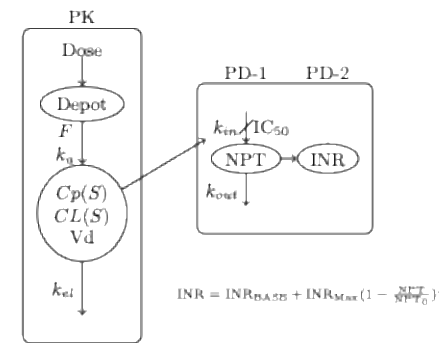 PK
Dose
Depot
F
k_a
Cp(S)
CL(S)
Vd
k_el
PD-1 PD-2
k_in IC_50
NPT INR
k_out
INR = INR_BASE + INR_Max(1 − NPT/NPT_0)